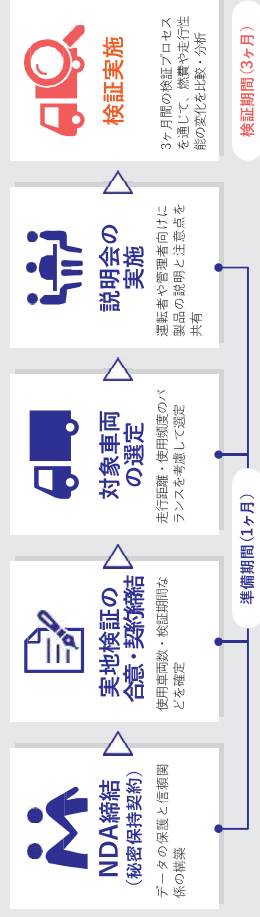 NDA締結
(秘密保持契約)
データの保護と信頼関
係の構築
実地検証の
合意・契約締結
使用車両数・検証期間な
どを確定
対象車両
の選定
走行距離・使用頻度のバ
ランスを考慮して選定
説明会の
実施
運転者や管理者向けに
製品の説明と注意点を
共有
検証実施
3ヶ月間の検証プロセス
を通じて、燃費や走行性
能の変化を比較・分析
準備期間(1ヶ月)
検証期間(3ヶ月)